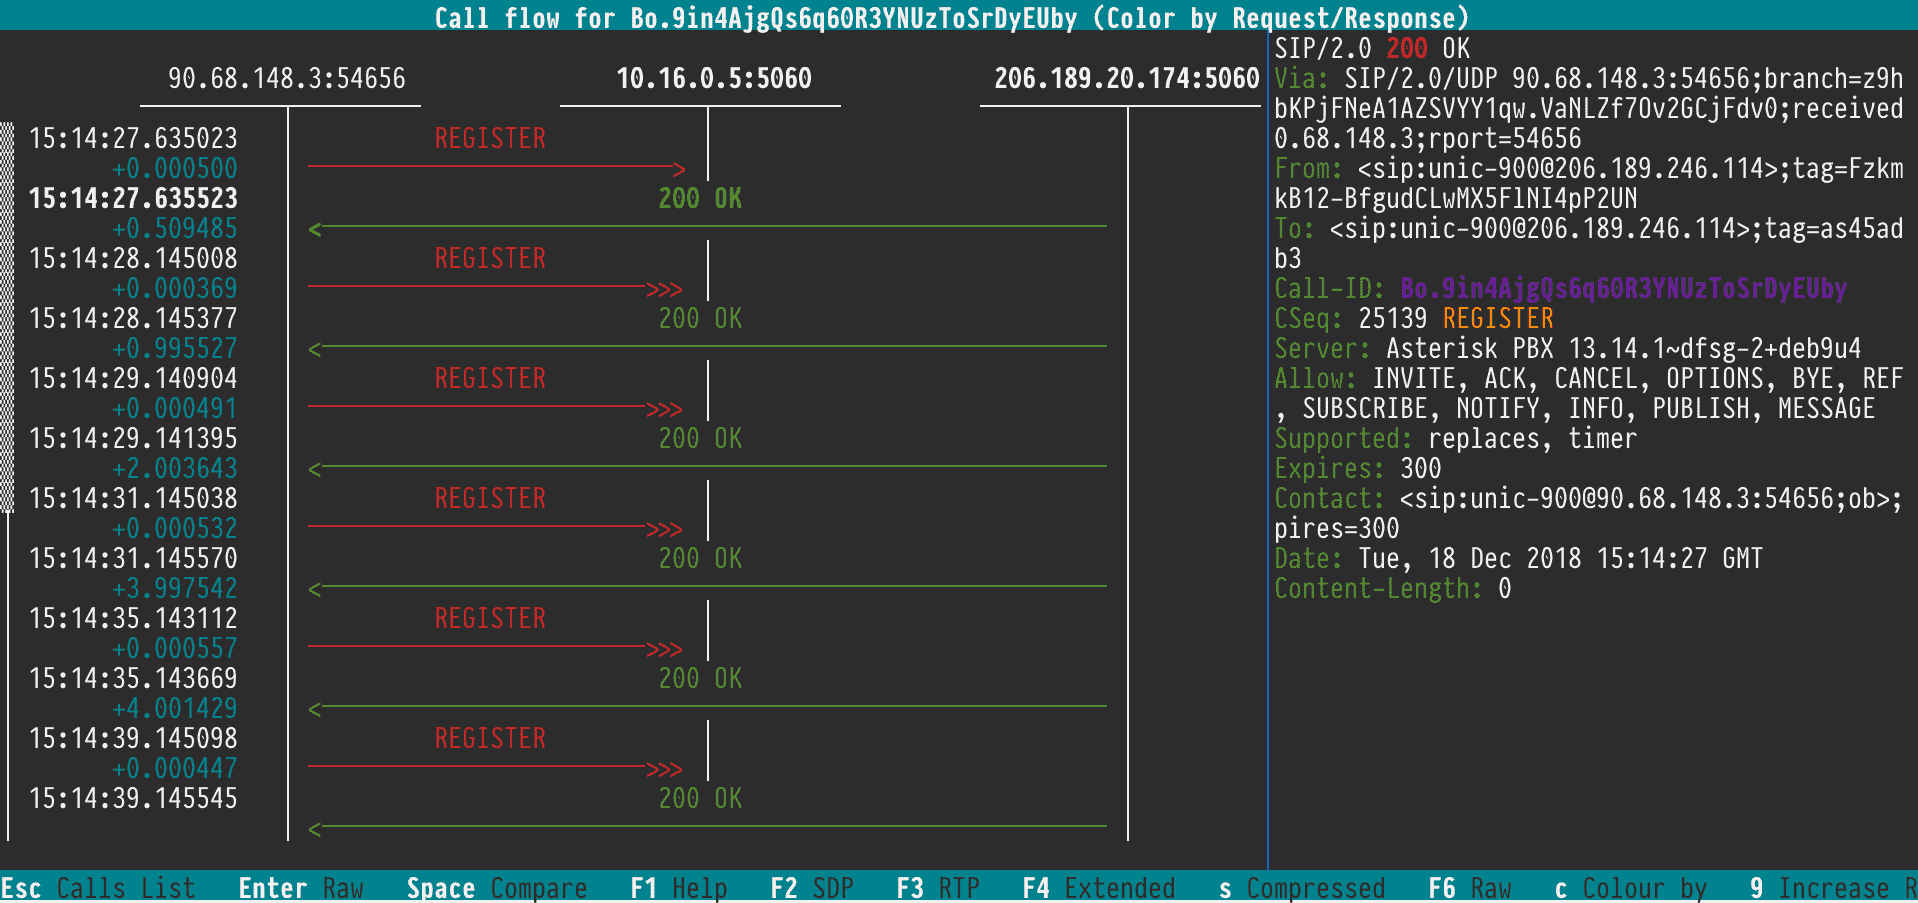 Call flow for Bo.9in4AjgQs6q60R3YNUzToSrDyEUby (Color by Request/Response)
90.68.148.3:54656 10.16.0.5:5060 206.189.20.174:5060
15:14:27.635023 REGISTER
+0.000500
15:14:27.635523 200 OK
+0.509485
15:14:28.145008 REGISTER
+0.000369
15:14:28.145377 200 OK
+0.995527
15:14:29.140904 REGISTER
+0.000491
15:14:29.141395 200 OK
+2.003643
15:14:31.145038 REGISTER
+0.000532
15:14:31.145570 200 OK
+3.997542
15:14:35.143112 REGISTER
+0.000557
15:14:35.143669 200 OK
+4.001429
15:14:39.145098 REGISTER
+0.000447
15:14:39.145545 200 OK
SIP/2.0 200 OK
Via: SIP/2.0/UDP 90.68.148.3:54656;branch=z9h
bKPjFNeA1AZSVYY1qw.VaNLZf7Ov2GCjFdv0;received
0.68.148.3;rport=54656
From: <sip:unic-900@206.189.246.114>;tag=Fzkm
kB12-BfgudCLwMX5FlNI4pP2UN
To: <sip:unic-900@206.189.246.114>;tag=as45ad
b3
Call-ID: Bo.9in4AjgQs6q60R3YNUzToSrDyEUby
CSeq: 25139 REGISTER
Server: Asterisk PBX 13.14.1~dfsg-2+deb9u4
Allow: INVITE, ACK, CANCEL, OPTIONS, BYE, REF
, SUBSCRIBE, NOTIFY, INFO, PUBLISH, MESSAGE
Supported: replaces, timer
Expires: 300
Contact: <sip:unic-900@90.68.148.3:54656;ob>;
pires=300
Date: Tue, 18 Dec 2018 15:14:27 GMT
Content-Length: 0
Esc Calls List Enter Raw Space Compare F1 Help F2 SDP F3 RTP F4 Extended s Compressed F6 Raw c Colour by 9 Increase R